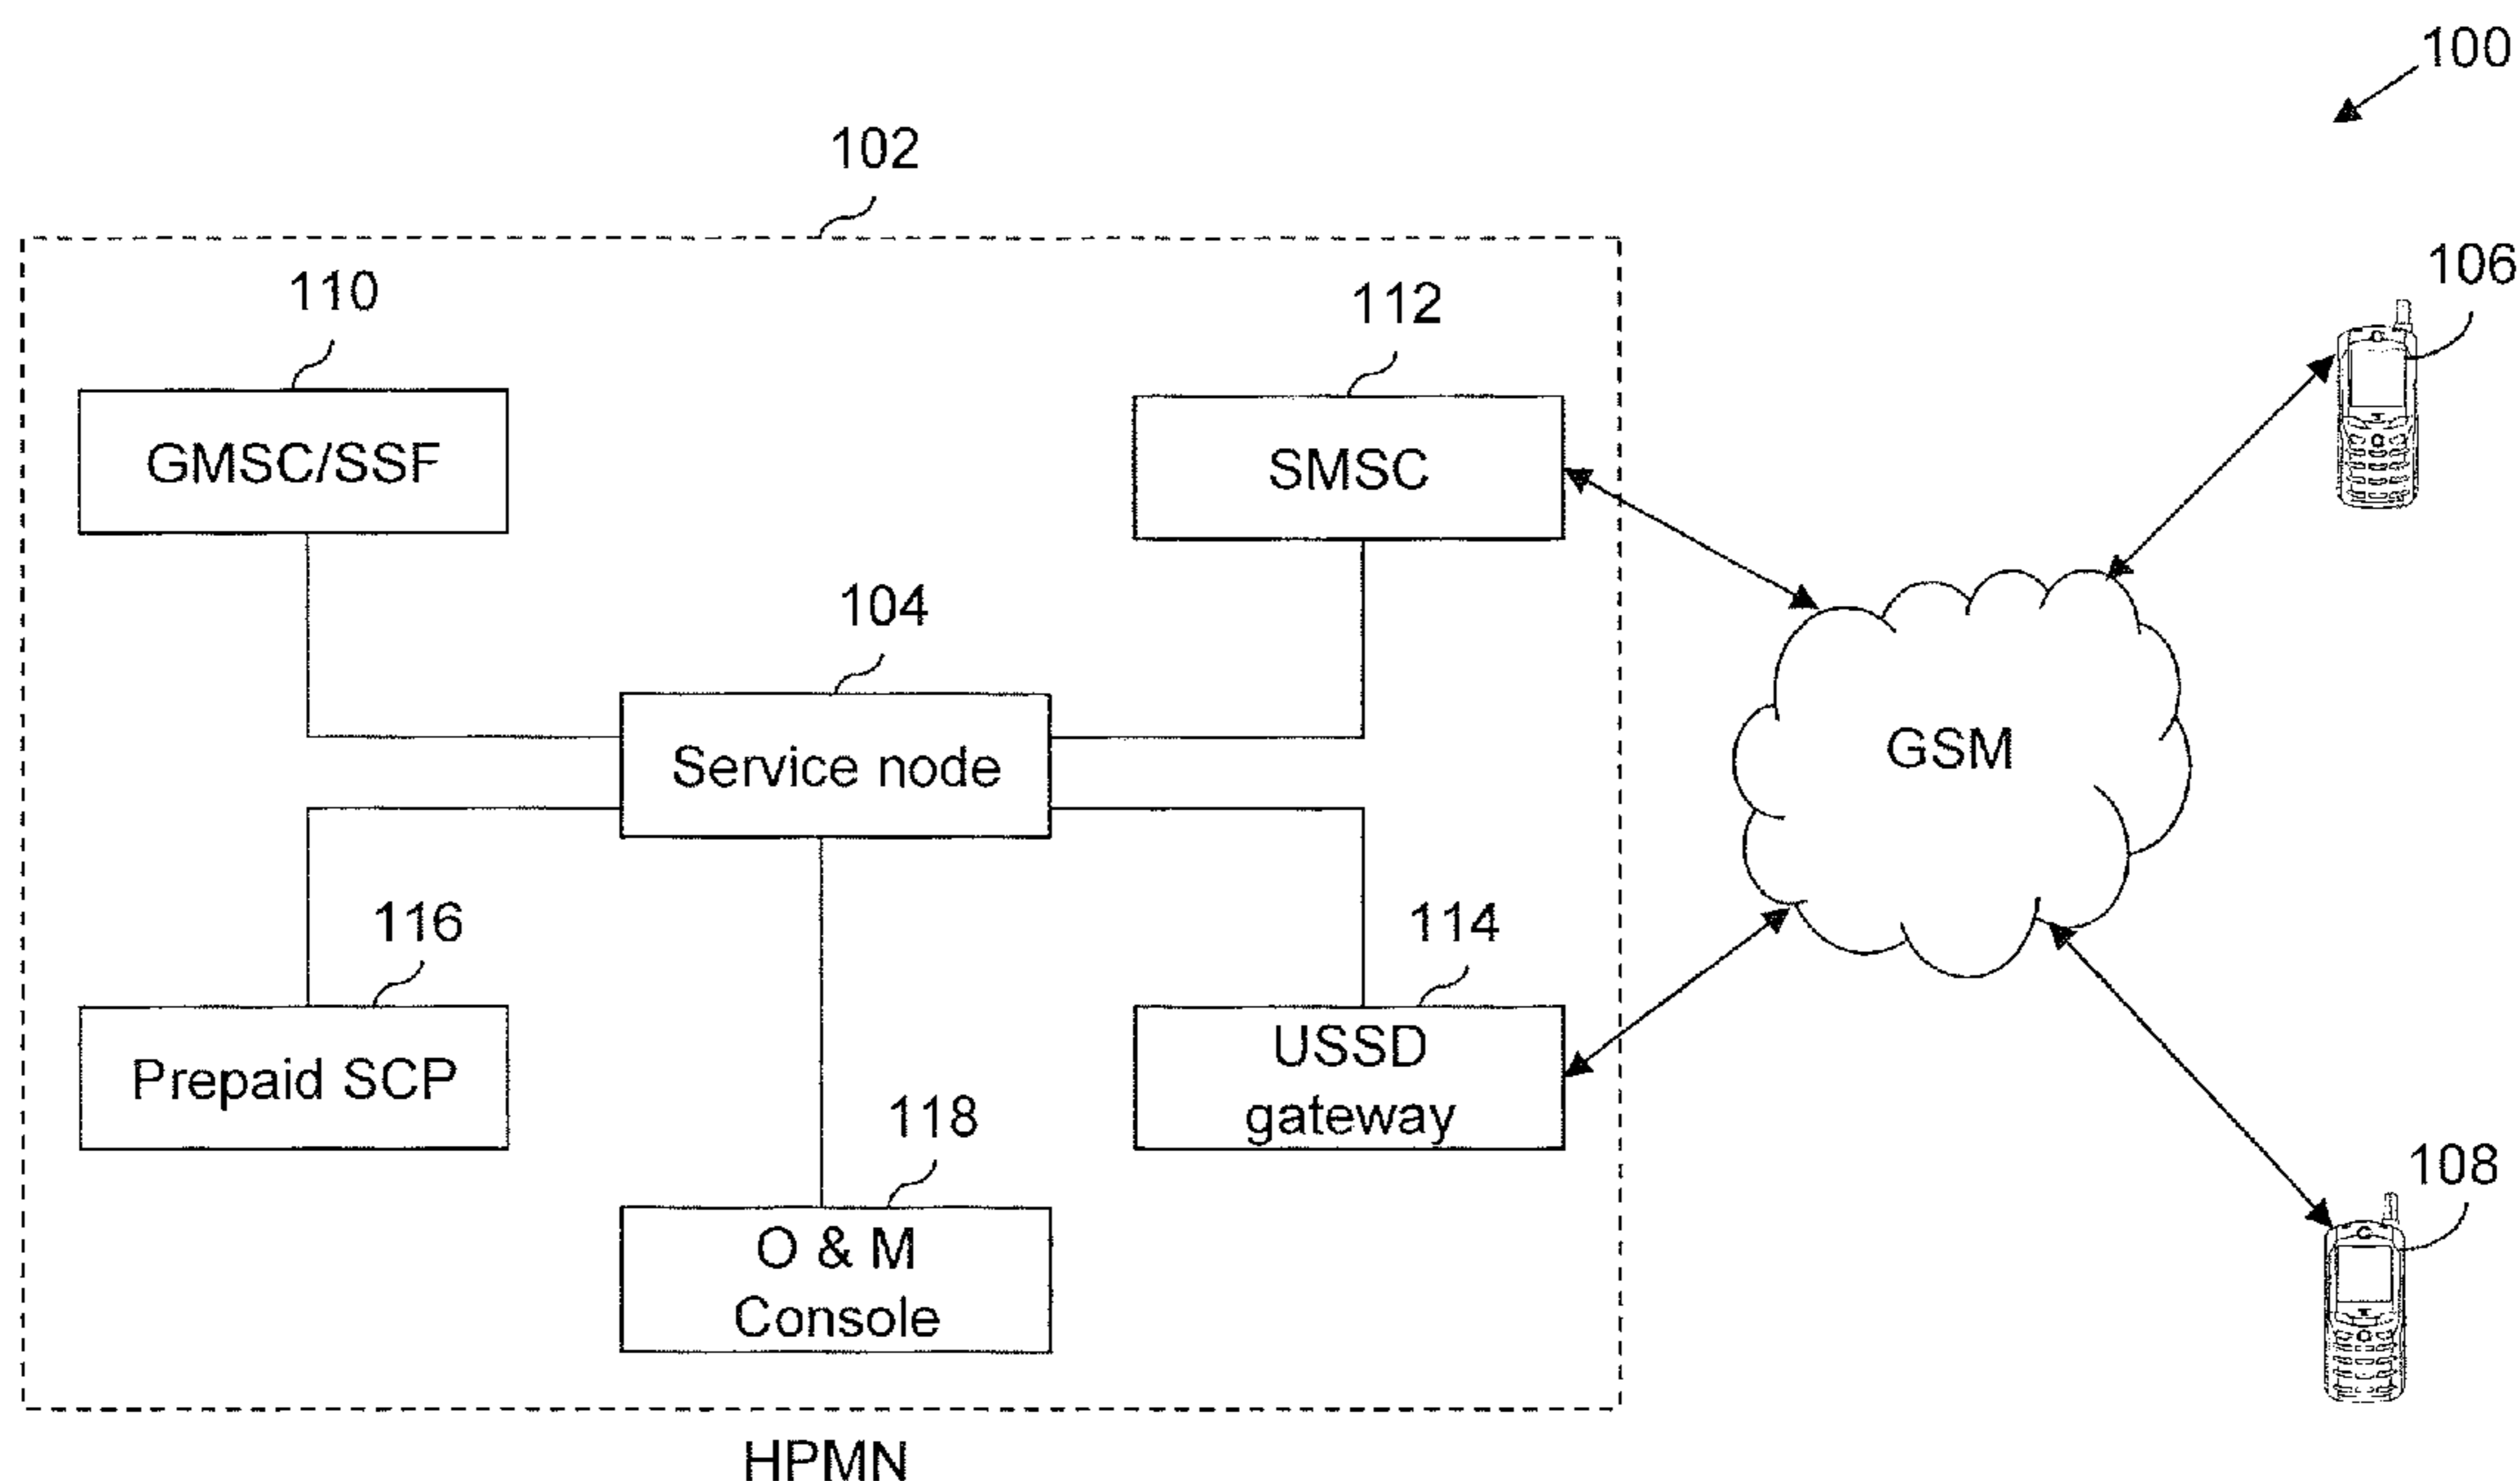 100
102
106
110
112
GMSC/SSF
SMSC
104
Service node
GSM
116
114
Prepaid SCP
USSD
gateway
118
108
O & M
Console
HPMN